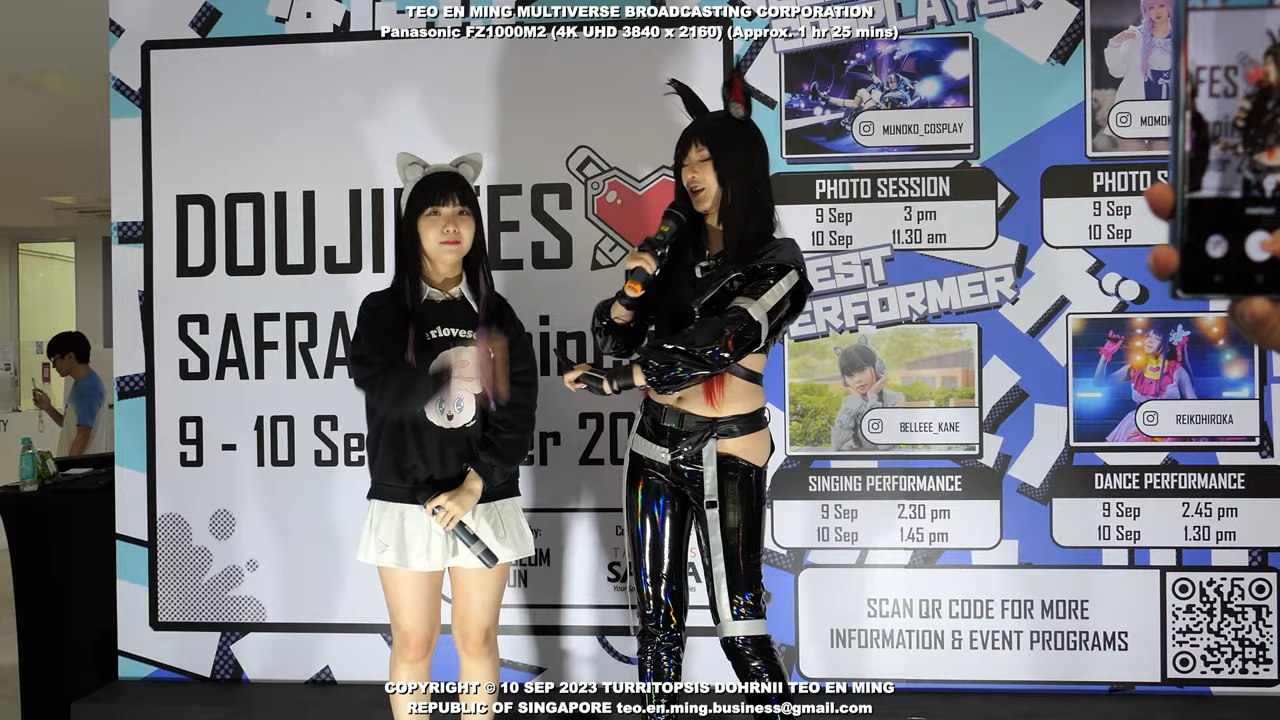 TEO EN MING MULTIVERSE BROADCASTING CORPORATION
Panasonic FZ1000M2 (4K UHD 3840 x 2160) (Approx. 1 hr 25 mins)
MUNOKO_COSPLAY
PHOTO SESSION
9 Sep 3 pm
10 Sep 11.30 am
PHOTO S
9 Sep
10 Sep
DOUJI ES
SAFRA
9 - 10 Se er 20
EST
ERFORMER
BELLEEE_KANE
REIKOHIROKA
SINGING PERFORMANCE
9 Sep 2.30 pm
10 Sep 1.45 pm
DANCE PERFORMANCE
9 Sep 2.45 pm
10 Sep 1.30 pm
SCAN QR CODE FOR MORE
INFORMATION & EVENT PROGRAMS
COPYRIGHT © 10 SEP 2023 TURRITOPSIS DOHRNII TEO EN MING
REPUBLIC OF SINGAPORE teo.en.ming.business@gmail.com